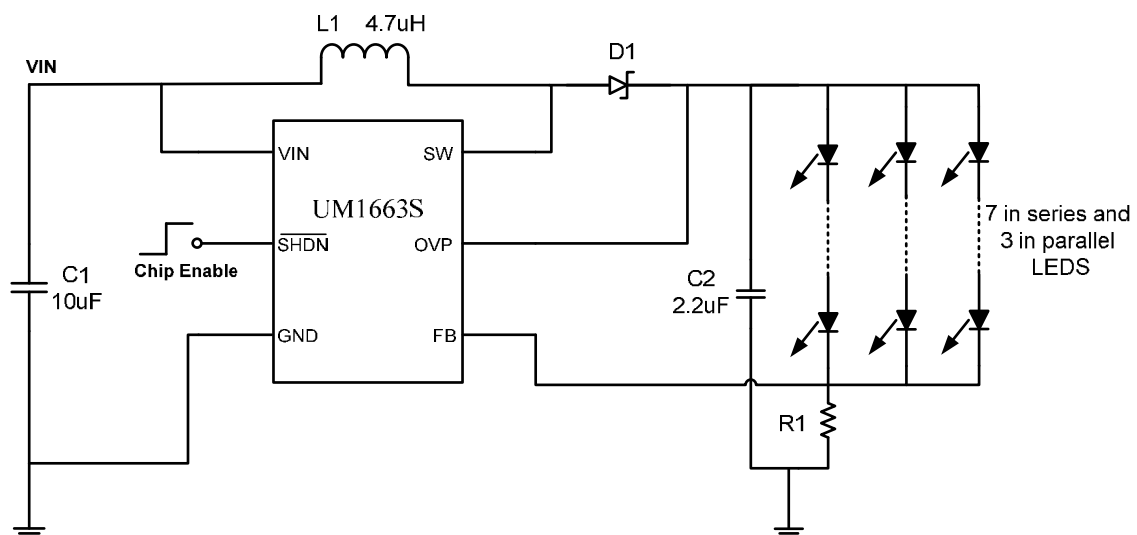 L1 4.7uH
D1
VIN
VIN
SW
UM1663S
SHDN
OVP
Chip Enable
7 in series and
3 in parallel
LEDS
C1
10uF
C2
2.2uF
GND
FB
R1